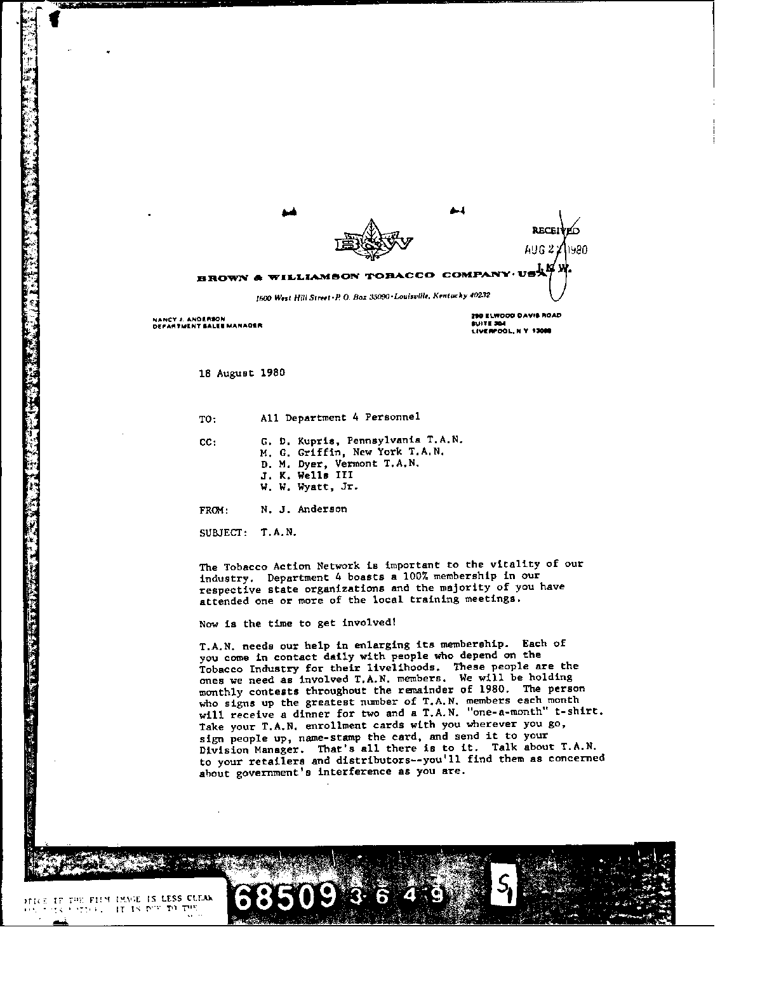 RECEIVED
B&W
AUG 2 1980
BROWN & WILLIAMSON TOBACCO COMPANY·USA
W.
1600 West Hill Street·P. O. Box 35090·Louisville, Kentucky 40232
NANCY J. ANDERSON
DEPARTMENT SALES MANAGER
290 ELWOOD DAVIS ROAD
SUITE 304
LIVERPOOL, N Y 13088
18 August 1980
TO: All Department 4 Personnel
CC: G. D. Kupris, Pennsylvania T.A.N.
M. G. Griffin, New York T.A.N.
D. M. Dyer, Vermont T.A.N.
J. K. Wells III
W. W. Wyatt, Jr.
FROM: N. J. Anderson
SUBJECT: T.A.N.
The Tobacco Action Network is important to the vitality of our
industry. Department 4 boasts a 100% membership in our
respective state organizations and the majority of you have
attended one or more of the local training meetings.
Now is the time to get involved!
T.A.N. needs our help in enlarging its membership. Each of
you come in contact daily with people who depend on the
Tobacco Industry for their livelihoods. These people are the
ones we need as involved T.A.N. members. We will be holding
monthly contests throughout the remainder of 1980. The person
who signs up the greatest number of T.A.N. members each month
will receive a dinner for two and a T.A.N. "one-a-month" t-shirt.
Take your T.A.N. enrollment cards with you wherever you go,
sign people up, name-stamp the card, and send it to your
Division Manager. That's all there is to it. Talk about T.A.N.
to your retailers and distributors--you'll find them as concerned
about government's interference as you are.
IF THE FILM IMAGE IS LESS CLEAR
IT IS DUE TO THE
68509 3649
S1